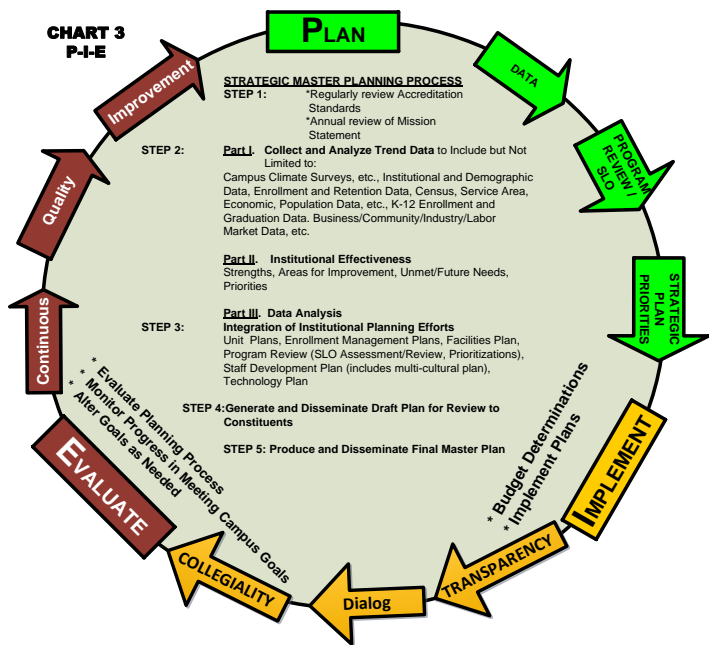 CHART 3
P-I-E
PLAN
DATA
PROGRAM
REVIEW /
SLO
STRATEGIC
PLAN
PRIORITIES
IMPLEMENT
* Budget Determinations
* Implement Plans
TRANSPARENCY
Dialog
COLLEGIALITY
EVALUATE
* Evaluate Planning Process
* Monitor Progress in Meeting Campus Goals
* Alter Goals as Needed
Continuous
Quality
Improvement
STRATEGIC MASTER PLANNING PROCESS
STEP 1: *Regularly review Accreditation
Standards
*Annual review of Mission
Statement
STEP 2: Part I. Collect and Analyze Trend Data to Include but Not
Limited to:
Campus Climate Surveys, etc., Institutional and Demographic
Data, Enrollment and Retention Data, Census, Service Area,
Economic, Population Data, etc., K-12 Enrollment and
Graduation Data. Business/Community/Industry/Labor
Market Data, etc.
Part II. Institutional Effectiveness
Strengths, Areas for Improvement, Unmet/Future Needs,
Priorities
Part III. Data Analysis
STEP 3: Integration of Institutional Planning Efforts
Unit Plans, Enrollment Management Plans, Facilities Plan,
Program Review (SLO Assessment/Review, Prioritizations),
Staff Development Plan (includes multi-cultural plan),
Technology Plan
STEP 4:Generate and Disseminate Draft Plan for Review to
Constituents
STEP 5: Produce and Disseminate Final Master Plan